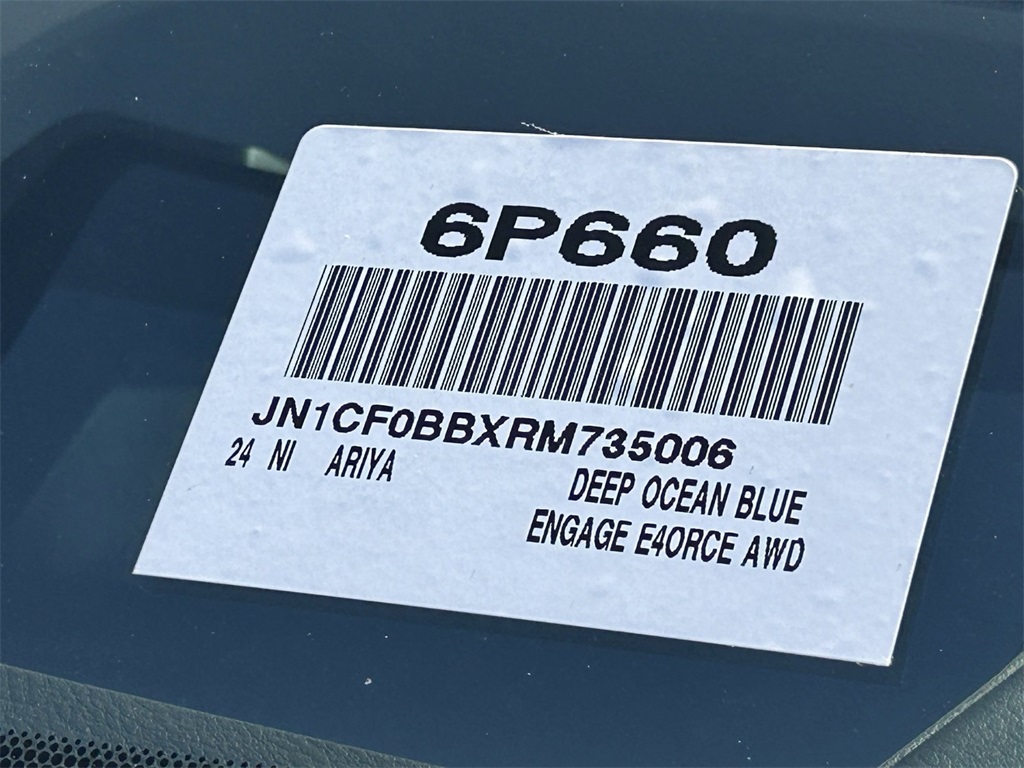 6P660
JN1CF0BBXRM735006
24 NI ARIYA
DEEP OCEAN BLUE
ENGAGE E4ORCE AWD